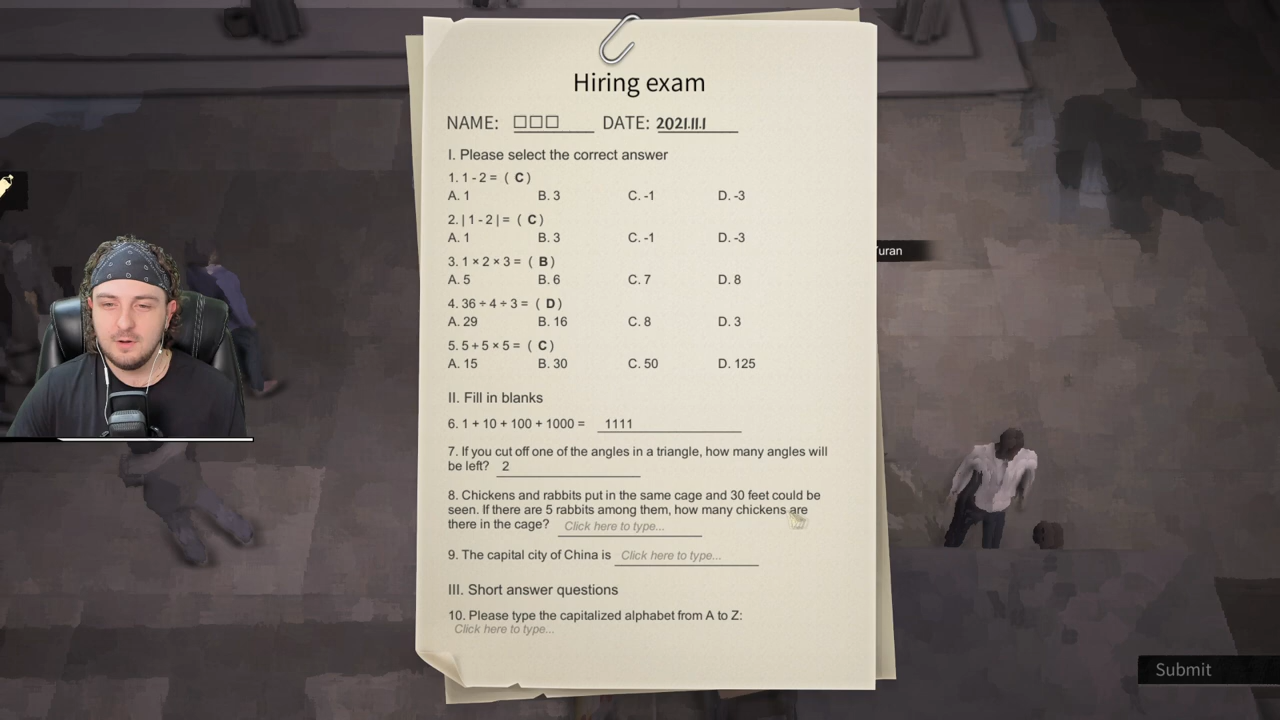 Hiring exam
NAME: □□□ DATE: 2021.11.1
I. Please select the correct answer
1. 1 - 2 = ( C )
A. 1 B. 3 C. -1 D. -3
2. | 1 - 2 | = ( C )
A. 1 B. 3 C. -1 D. -3
3. 1 × 2 × 3 = ( B )
A. 5 B. 6 C. 7 D. 8
4. 36 ÷ 4 ÷ 3 = ( D )
A. 29 B. 16 C. 8 D. 3
5. 5 + 5 × 5 = ( C )
A. 15 B. 30 C. 50 D. 125
II. Fill in blanks
6. 1 + 10 + 100 + 1000 = 1111
7. If you cut off one of the angles in a triangle, how many angles will
be left? 2
8. Chickens and rabbits put in the same cage and 30 feet could be
seen. If there are 5 rabbits among them, how many chickens are
there in the cage? Click here to type...
9. The capital city of China is Click here to type...
III. Short answer questions
10. Please type the capitalized alphabet from A to Z:
Click here to type...
Submit